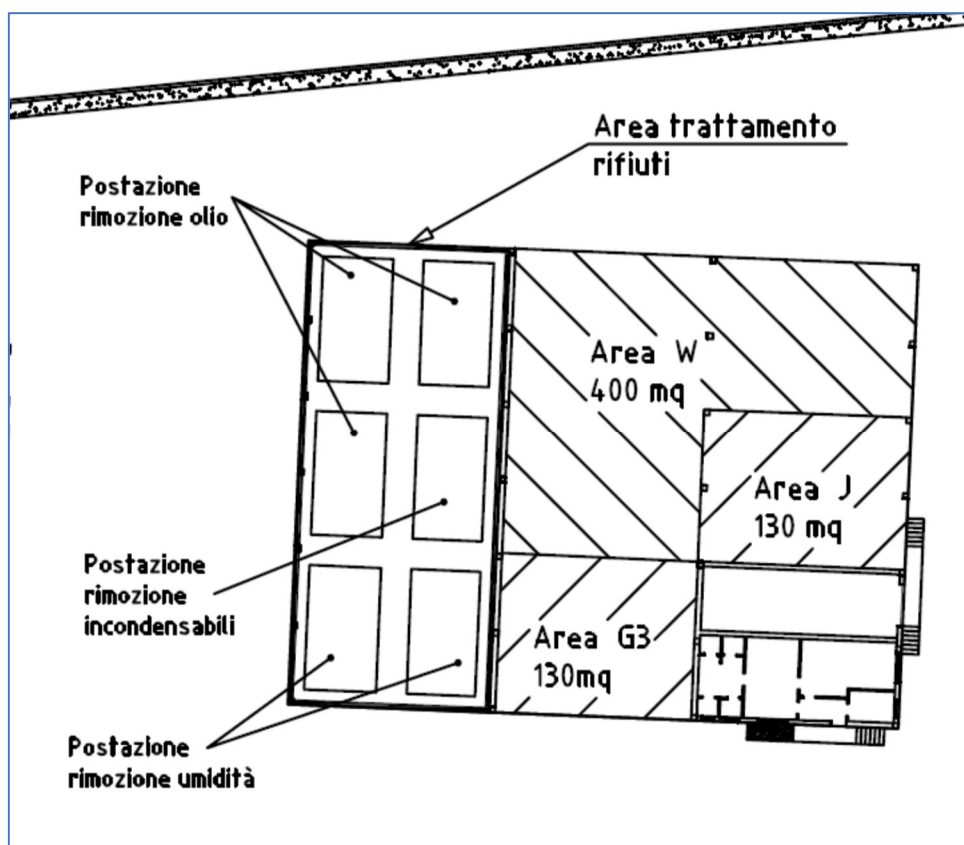 Area trattamento
rifiuti
Postazione
rimozione olio
Area W
400 mq
Area J
130 mq
Postazione
rimozione
incondensabili
Area G3
130mq
Postazione
rimozione umidità